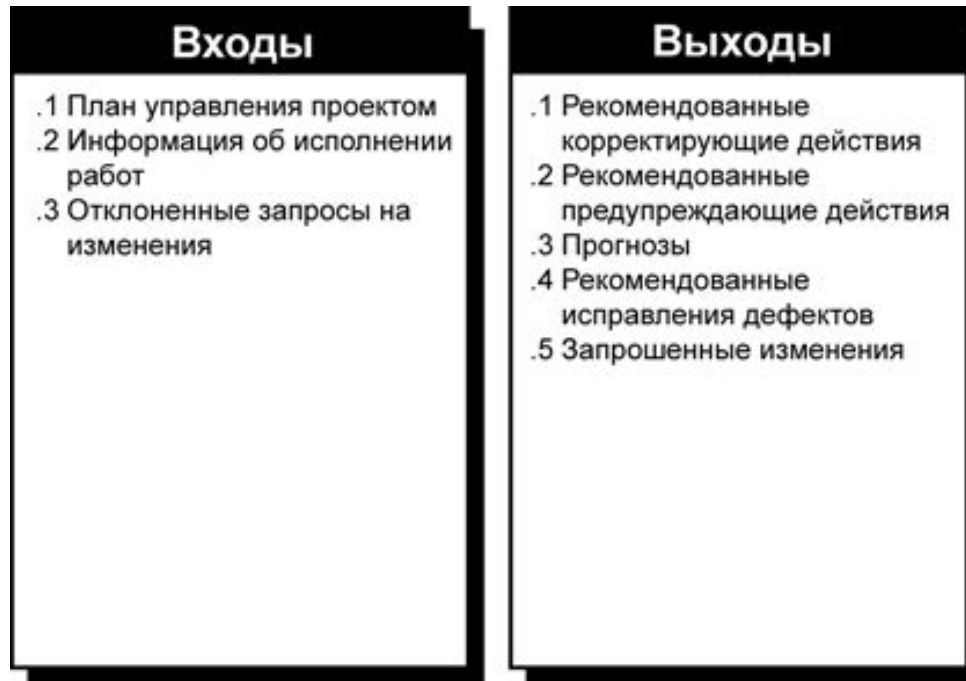 Входы
.1 План управления проектом
.2 Информация об исполнении
работ
.3 Отклоненные запросы на
изменения
Выходы
.1 Рекомендованные
корректирующие действия
.2 Рекомендованные
предупреждающие действия
.3 Прогнозы
.4 Рекомендованные
исправления дефектов
.5 Запрошенные изменения